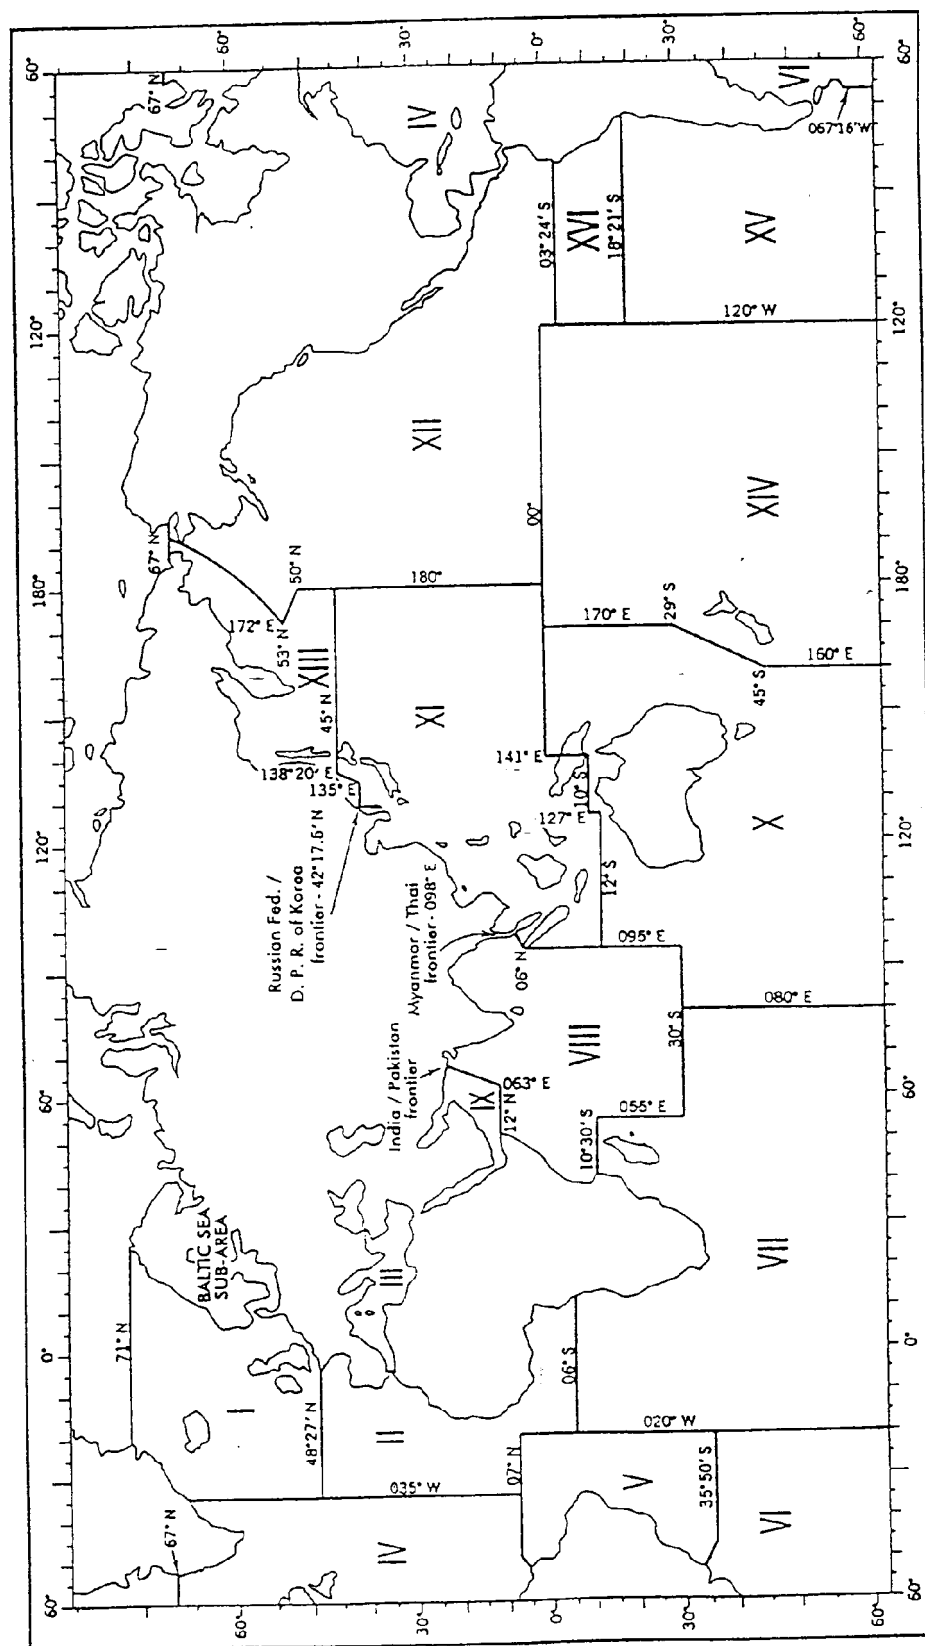 60°
0°
60°
120°
180°
120°
60°
67° N
71° N
67° N
67° N
60°
60°
BALTIC SEA
SUB-AREA
I
172° E
53° N
50° N
48°27' N
Russian Fed. /
D. P. R. of Korea
frontier - 42°17.5' N
138°20' E
135° E
45° N
XIII
III
II
IV
035° W
India / Pakistan
frontier
Myanmar / Thai
frontier - 098° E
XI
180°
XII
IV
30°
30°
IX
12° N
063° E
06° N
07° N
0°
0°
00°
03° 24' S
141° E
127° E
10° S
12° S
06° S
10°30' S
VIII
XVI
18° 21' S
095° E
170° E
29° S
055° E
30° S
V
020° W
35° 50' S
30°
30°
VI
VII
080° E
X
45° S
160° E
XIV
120° W
XV
VI
067°16' W
60°
60°
60°
0°
60°
120°
180°
120°
60°